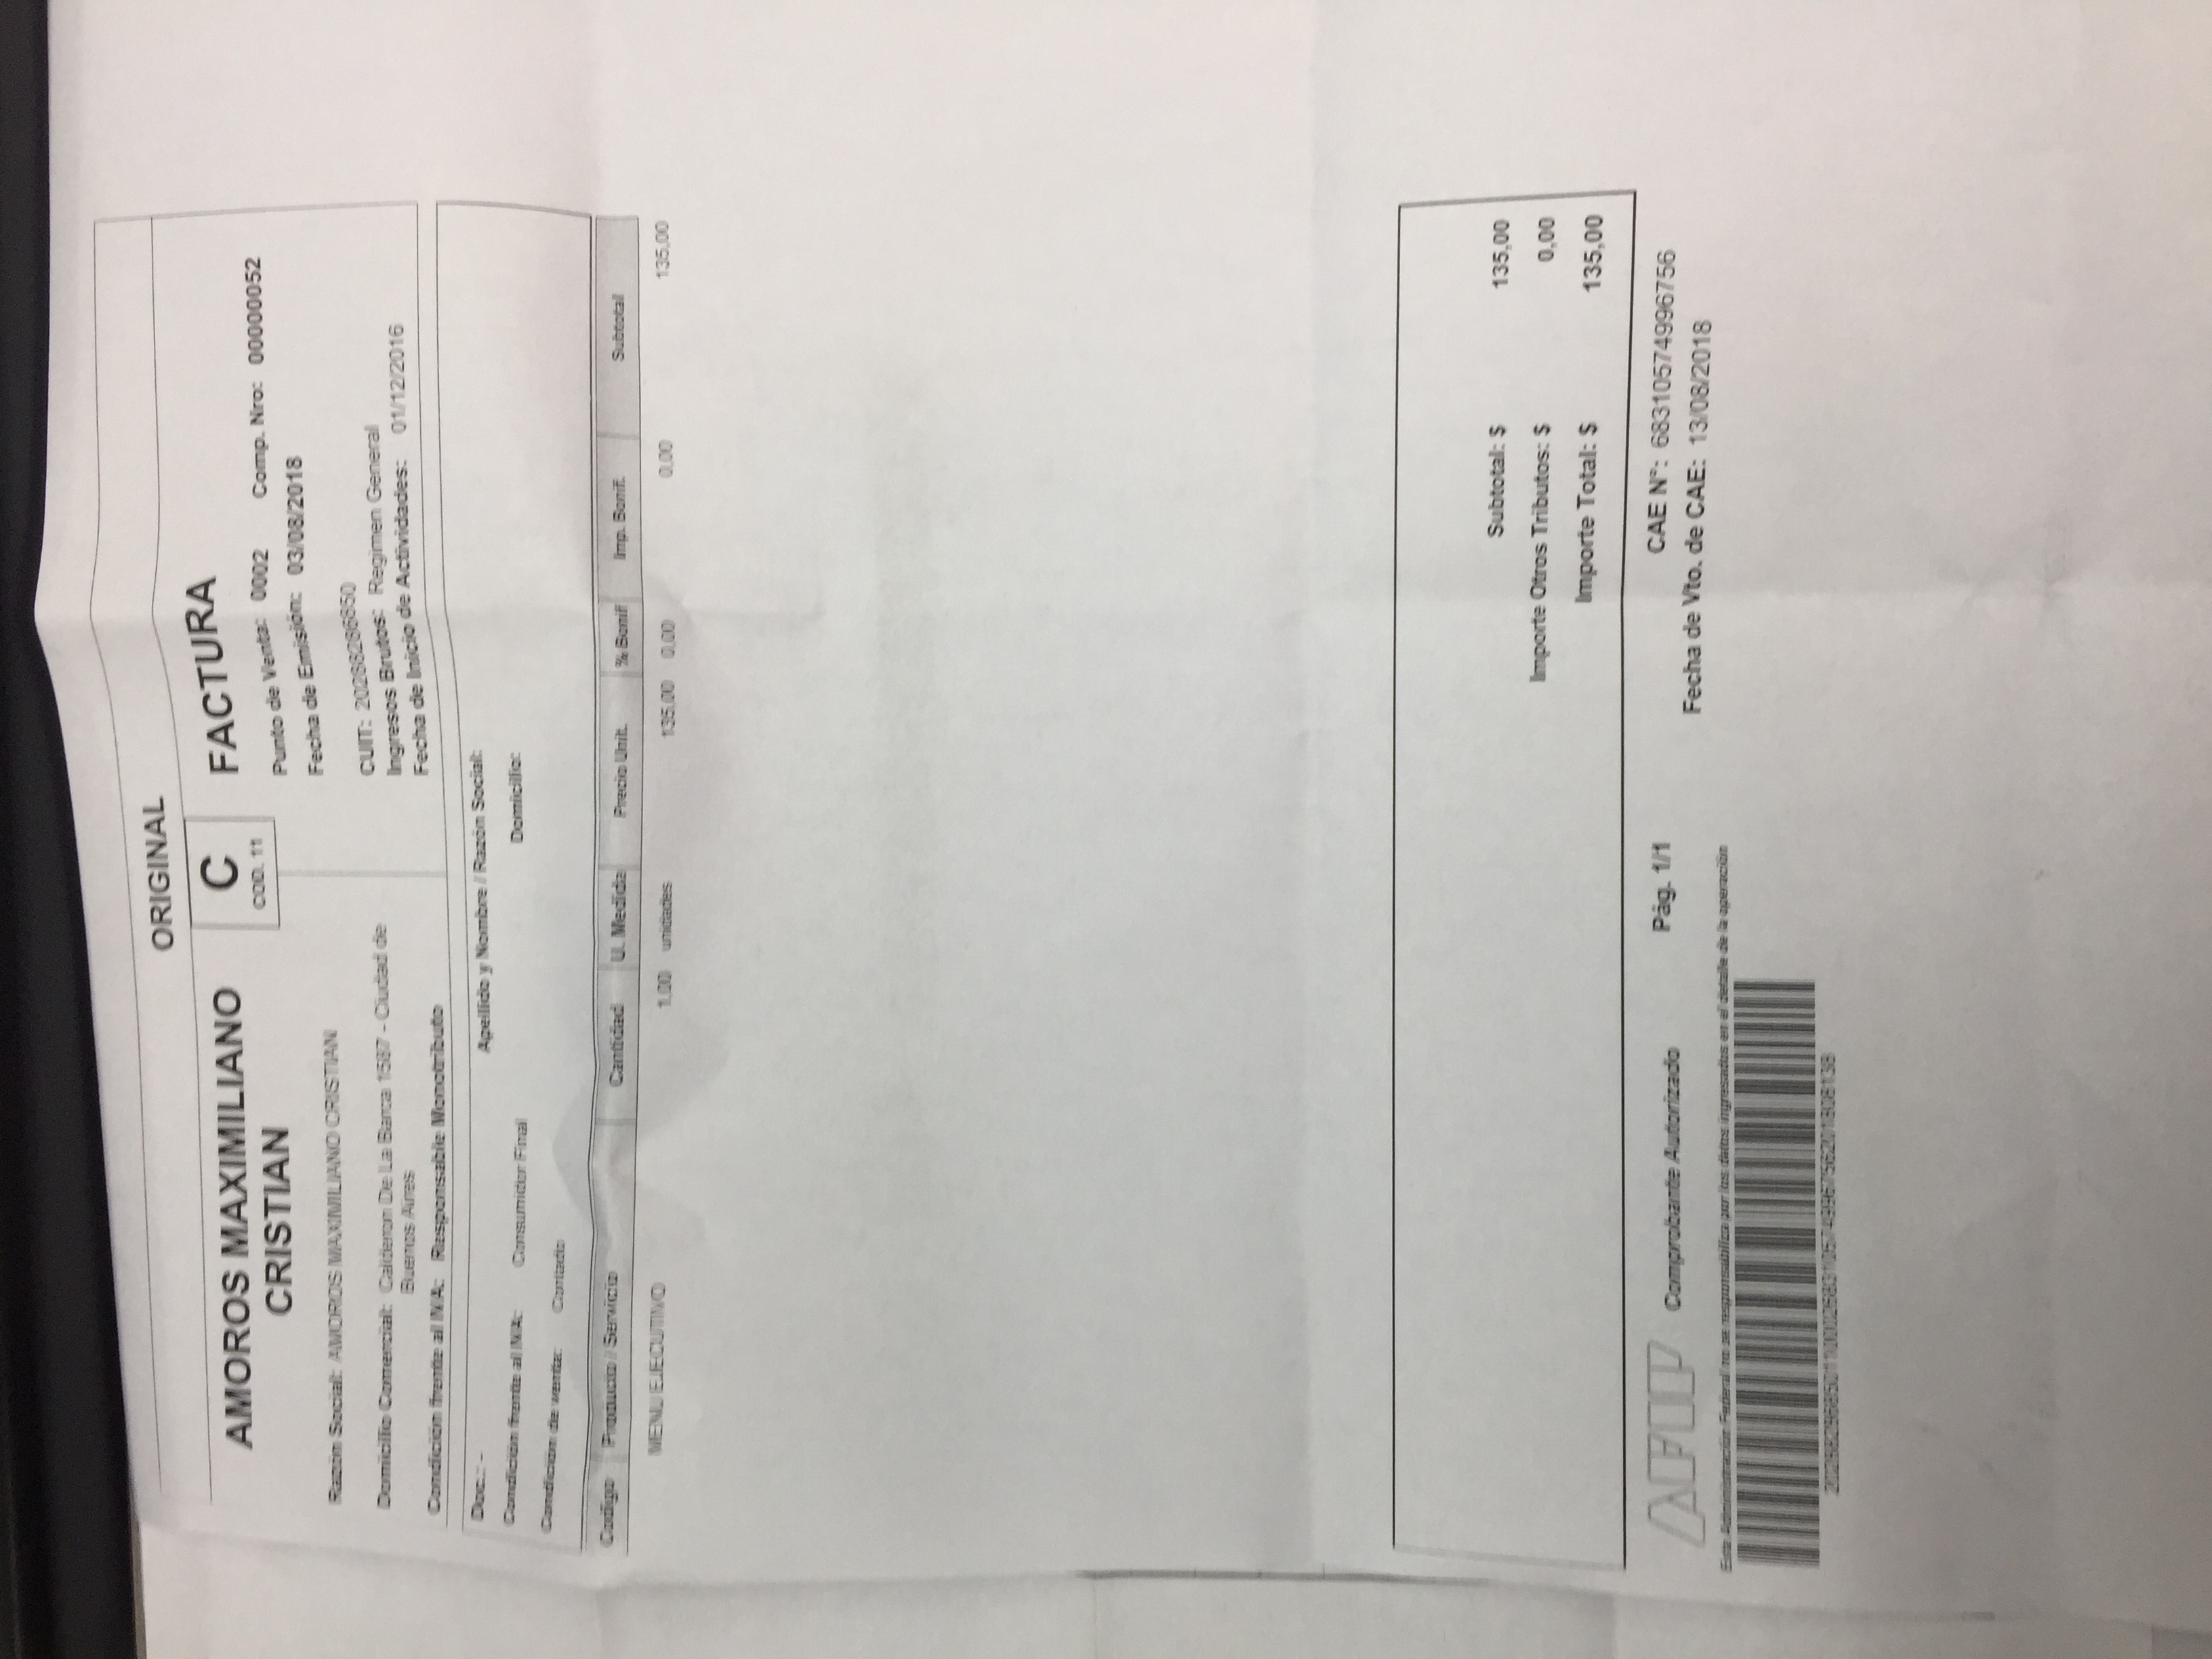 ORIGINAL
AMOROS MAXIMILIANO
CRISTIAN
C
COD. 11
FACTURA
Punto de Venta: 0002 Comp. Nro: 00000052
Fecha de Emisión: 03/08/2018
Razón Social: AMOROS MAXIMILIANO CRISTIAN
Domicilio Comercial: Calderon De La Barca 1587 - Ciudad de
Buenos Aires
Condición frente al IVA: Responsable Monotributo
CUIT:
Ingresos Brutos: Regimen General
Fecha de Inicio de Actividades: 01/12/2016
Doc.: - Apellido y Nombre / Razón Social:
Condición frente al IVA: Consumidor Final Domicilio:
Condicion de venta: Contado
Codigo Producto / Servicio Cantidad U. Medida Precio Unit. % Bonif Imp. Bonif. Subtotal
MENU EJECUTIVO 1,00 unidades 135,00 0,00 0,00 135,00
Subtotal: $ 135,00
Importe Otros Tributos: $ 0,00
Importe Total: $ 135,00
AFIP Comprobante Autorizado Pág. 1/1 CAE N°: 68310574996756
Fecha de Vto. de CAE: 13/08/2018
Esta Administración Federal no se responsabiliza por los datos ingresados en el detalle de la operación